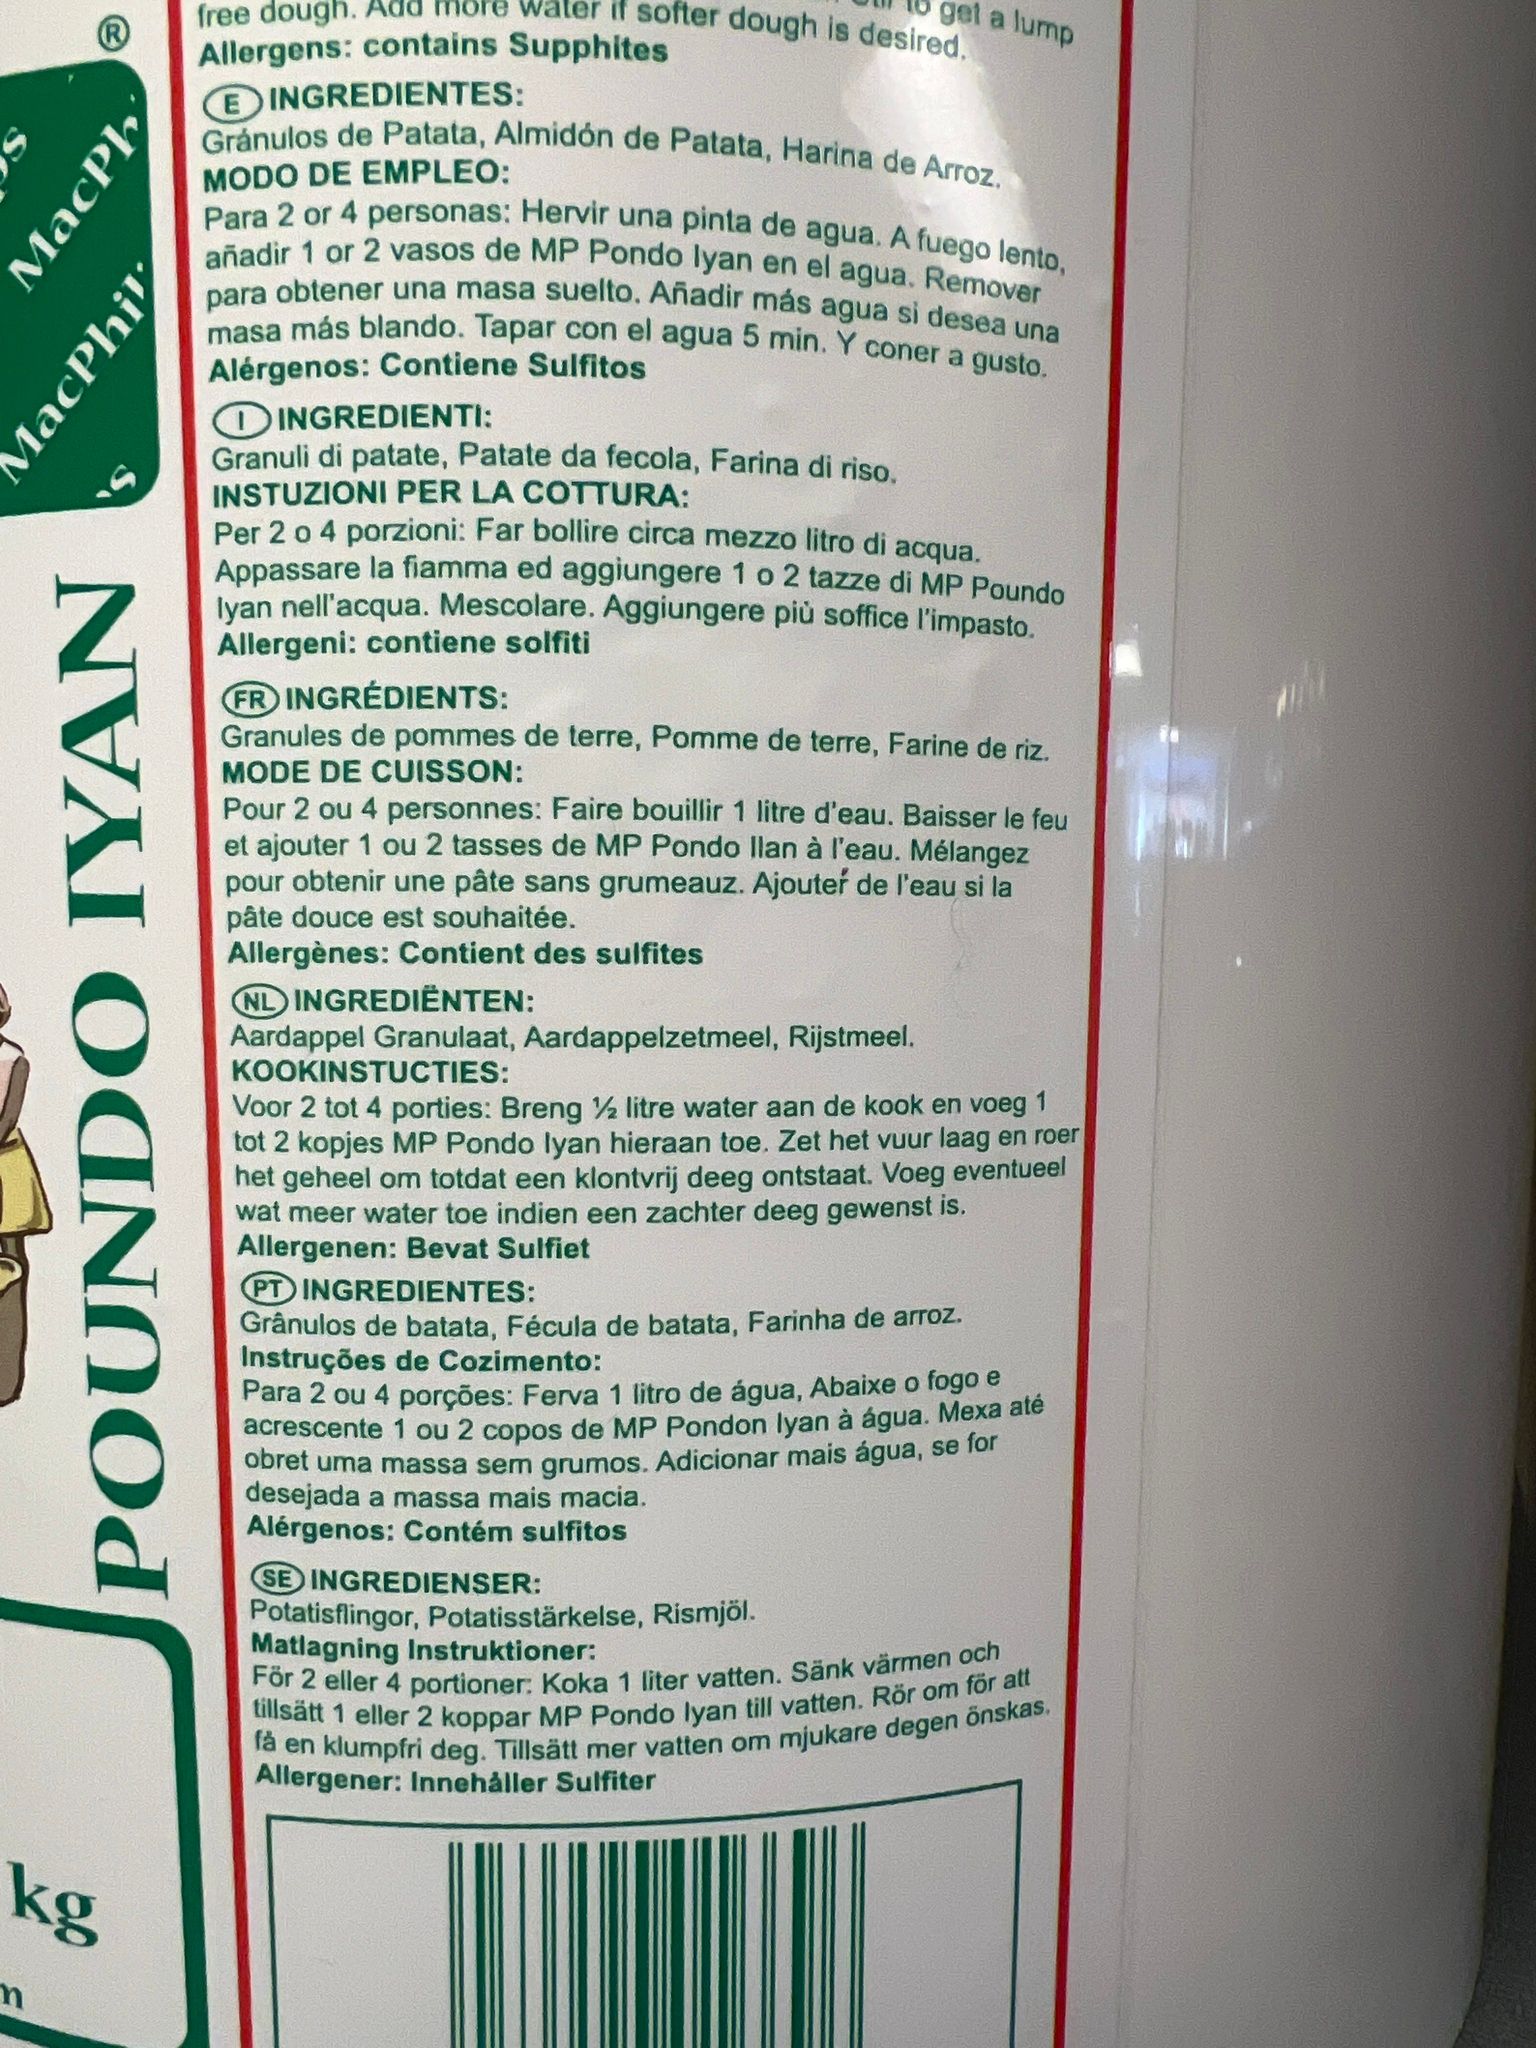 free dough. Add more water if softer dough is desired. to get a lump
Allergens: contains Supphites
E INGREDIENTES:
Gránulos de Patata, Almidón de Patata, Harina de Arroz.
MODO DE EMPLEO:
Para 2 or 4 personas: Hervir una pinta de agua. A fuego lento,
añadir 1 or 2 vasos de MP Pondo Iyan en el agua. Remover
para obtener una masa suelto. Añadir más agua si desea una
masa más blando. Tapar con el agua 5 min. Y coner a gusto.
Alérgenos: Contiene Sulfitos
I INGREDIENTI:
Granuli di patate, Patate da fecola, Farina di riso.
INSTUZIONI PER LA COTTURA:
Per 2 o 4 porzioni: Far bollire circa mezzo litro di acqua.
Appassare la fiamma ed aggiungere 1 o 2 tazze di MP Poundo
Iyan nell'acqua. Mescolare. Aggiungere più soffice l'impasto.
Allergeni: contiene solfiti
FR INGRÉDIENTS:
Granules de pommes de terre, Pomme de terre, Farine de riz.
MODE DE CUISSON:
Pour 2 ou 4 personnes: Faire bouillir 1 litre d'eau. Baisser le feu
et ajouter 1 ou 2 tasses de MP Pondo Ilan à l'eau. Mélangez
pour obtenir une pâte sans grumeauz. Ajouter de l'eau si la
pâte douce est souhaitée.
Allergènes: Contient des sulfites
NL INGREDIËNTEN:
Aardappel Granulaat, Aardappelzetmeel, Rijstmeel.
KOOKINSTUCTIES:
Voor 2 tot 4 porties: Breng ½ litre water aan de kook en voeg 1
tot 2 kopjes MP Pondo Iyan hieraan toe. Zet het vuur laag en roer
het geheel om totdat een klontvrij deeg ontstaat. Voeg eventueel
wat meer water toe indien een zachter deeg gewenst is.
Allergenen: Bevat Sulfiet
PT INGREDIENTES:
Grânulos de batata, Fécula de batata, Farinha de arroz.
Instruções de Cozimento:
Para 2 ou 4 porções: Ferva 1 litro de água, Abaixe o fogo e
acrescente 1 ou 2 copos de MP Pondon Iyan à água. Mexa até
obret uma massa sem grumos. Adicionar mais água, se for
desejada a massa mais macia.
Alérgenos: Contém sulfitos
SE INGREDIENSER:
Potatisflingor, Potatisstärkelse, Rismjöl.
Matlagning Instruktioner:
För 2 eller 4 portioner: Koka 1 liter vatten. Sänk värmen och
tillsätt 1 eller 2 koppar MP Pondo Iyan till vatten. Rör om för att
få en klumpfri deg. Tillsätt mer vatten om mjukare degen önskas.
Allergener: Innehåller Sulfiter
®
POUNDO IYAN
kg